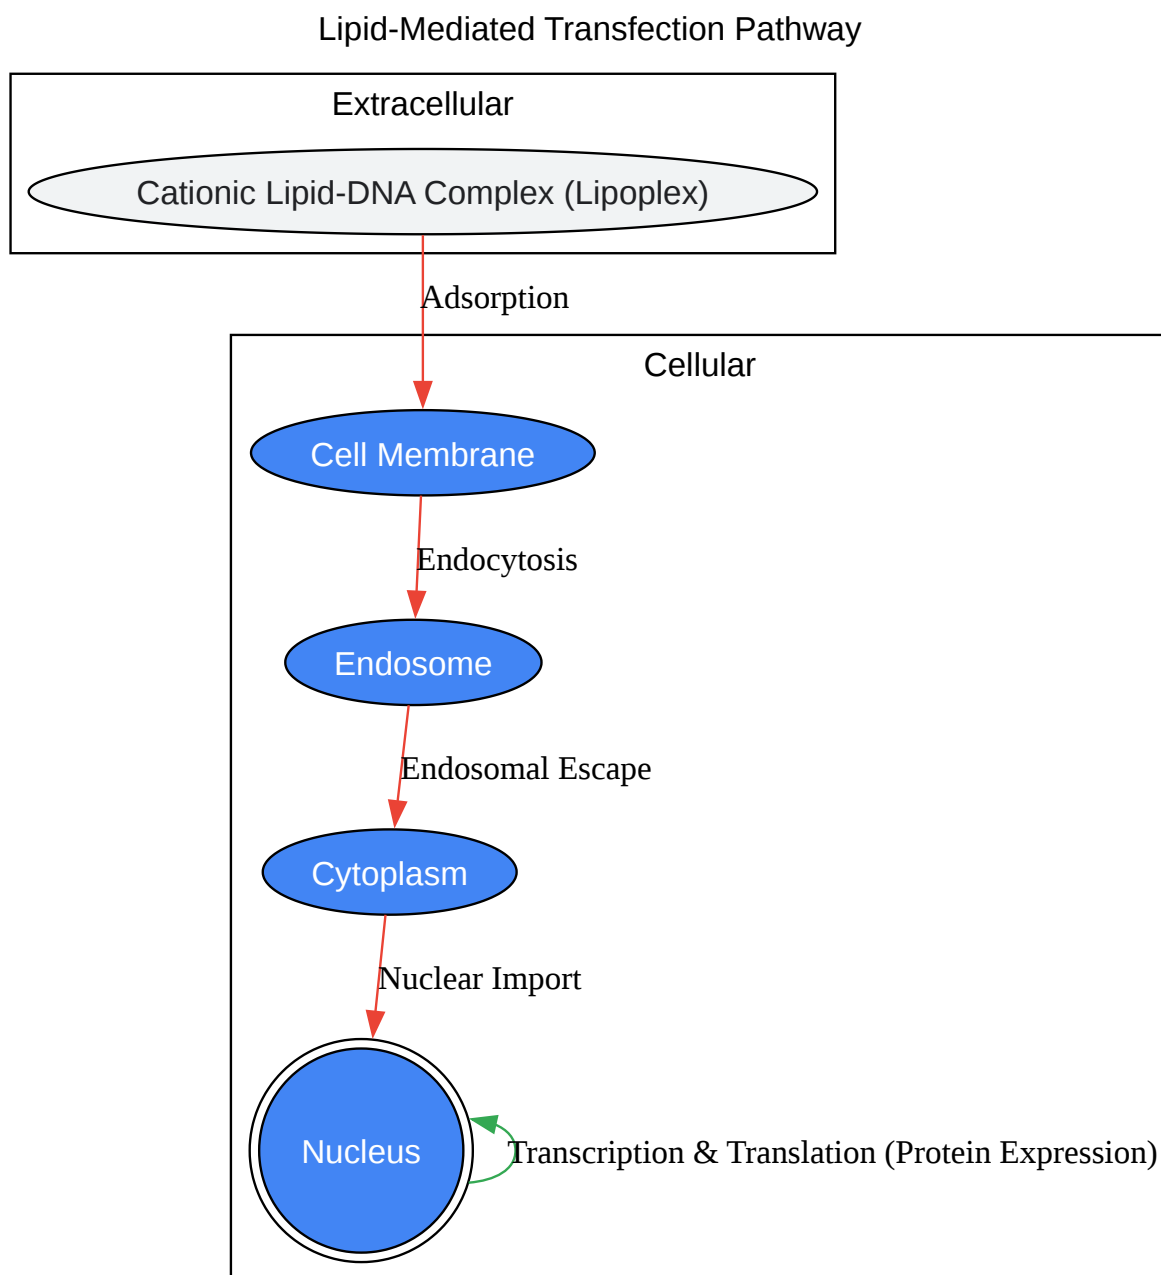 Lipid-Mediated Transfection Pathway
Extracellular
Cationic Lipid-DNA Complex (Lipoplex)
Adsorption
Cellular
Cell Membrane
Endocytosis
Endosome
Endosomal Escape
Cytoplasm
Nuclear Import
Nucleus
Transcription & Translation (Protein Expression)